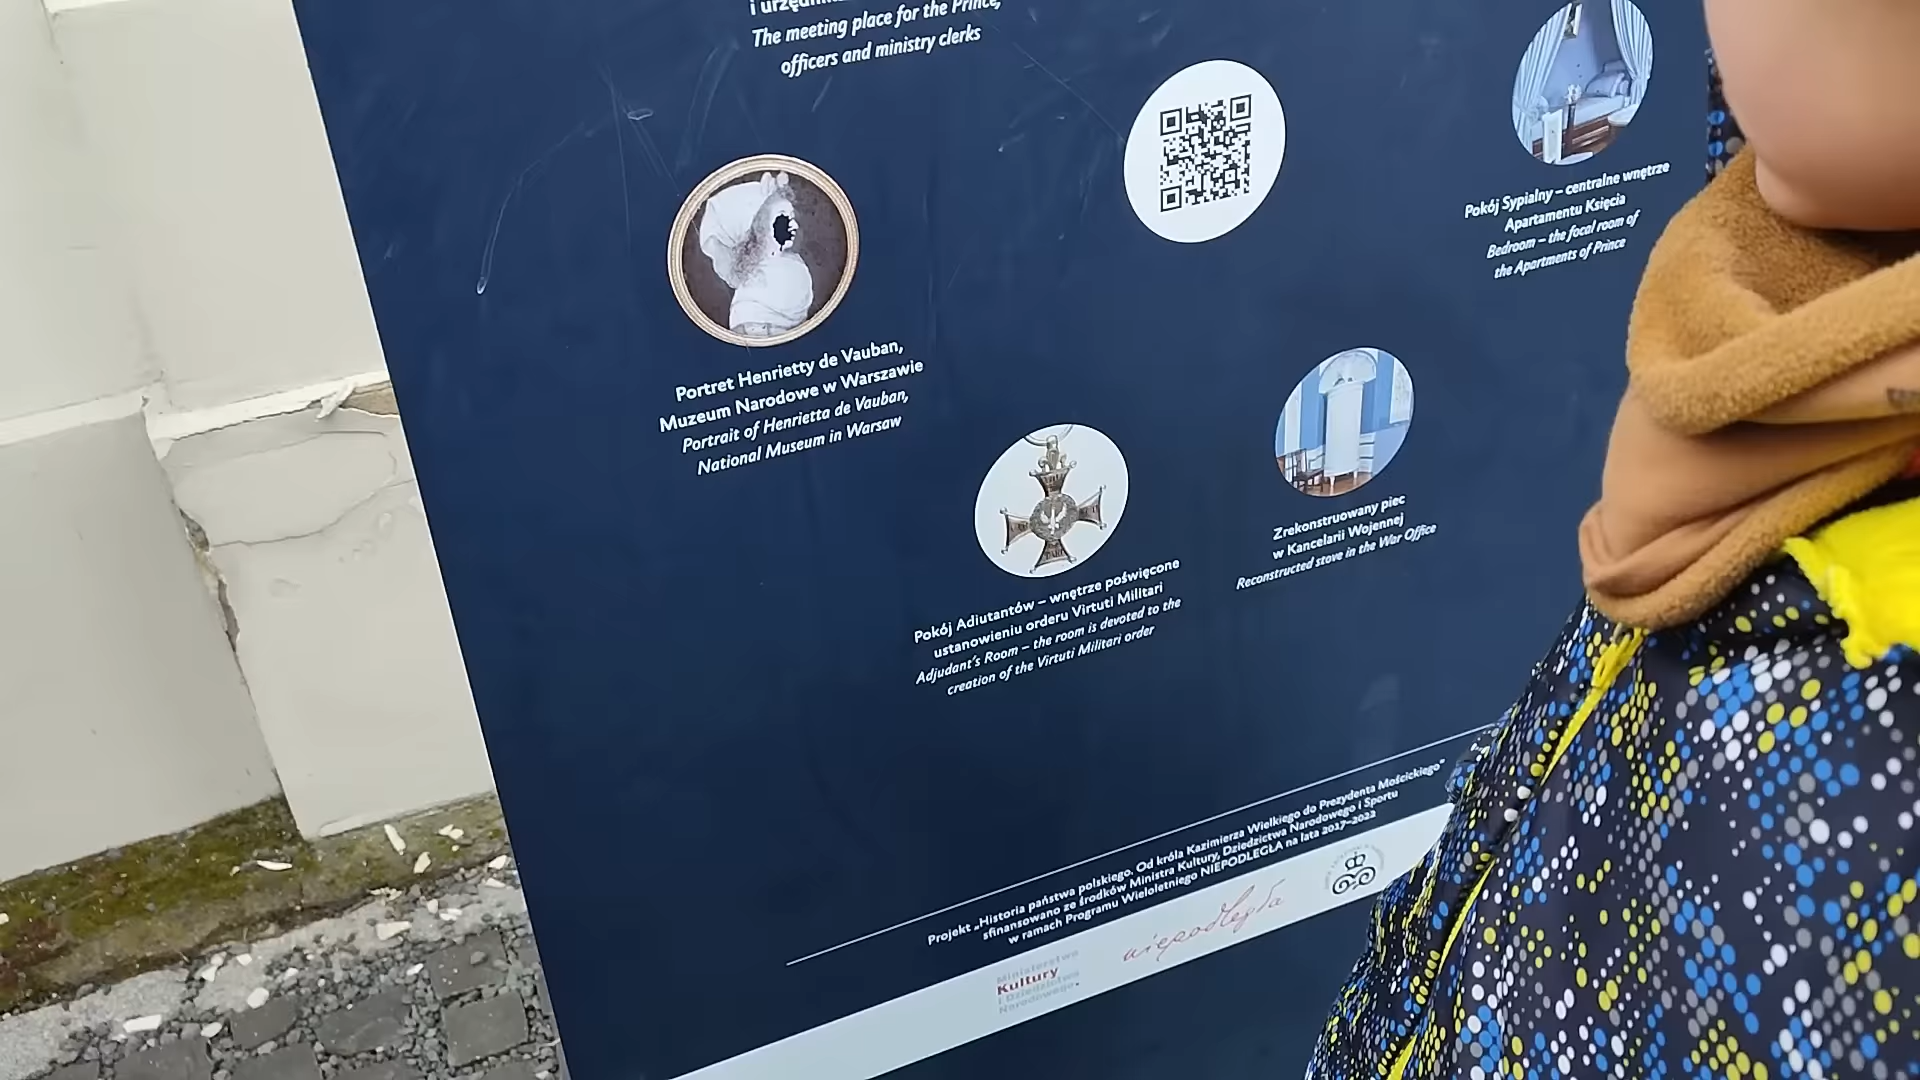 The meeting place for the Prince,
officers and ministry clerks
Pokój Sypialny – centralne wnętrze
Apartamentu Księcia
Bedroom – the focal room of
the Apartments of Prince
Portret Henrietty de Vauban,
Muzeum Narodowe w Warszawie
Portrait of Henrietta de Vauban,
National Museum in Warsaw
Zrekonstruowany piec
w Kancelarii Wojennej
Reconstructed stove in the War Office
Pokój Adiutantów – wnętrze poświęcone
ustanowieniu orderu Virtuti Militari
Adjudant's Room – the room is devoted to the
creation of the Virtuti Militari order
Projekt „Historia państwa polskiego. Od króla Kazimierza Wielkiego do Prezydenta Mościckiego"
sfinansowano ze środków Ministra Kultury, Dziedzictwa Narodowego i Sportu
w ramach Programu Wieloletniego NIEPODLEGŁA na lata 2017–2022
Ministerstwo
Kultury
i Dziedzictwa
Narodowego.
niepodległa